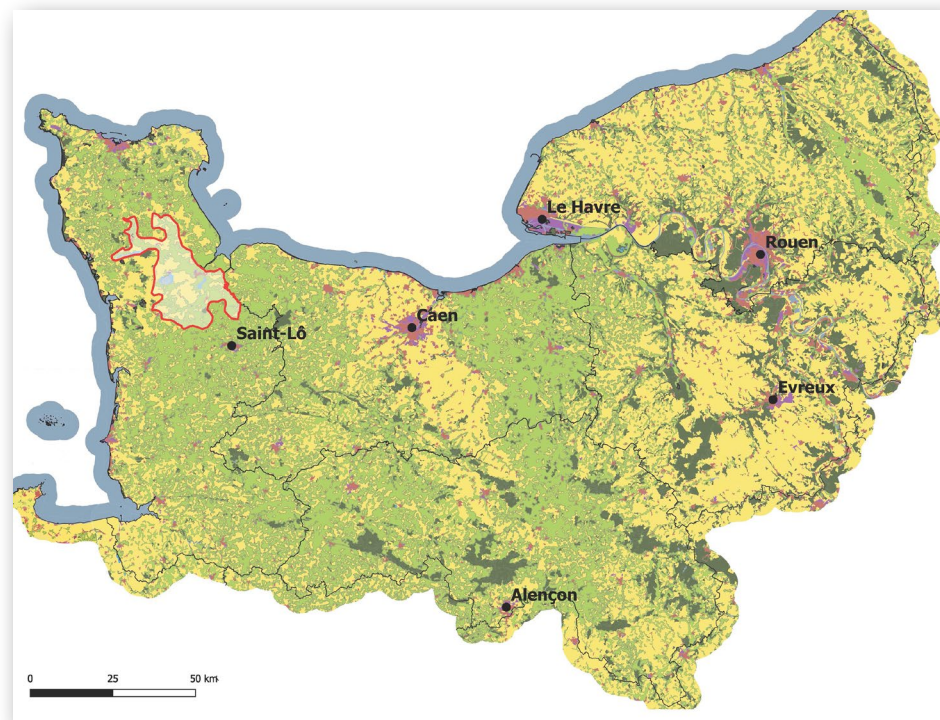 Le Havre
Rouen
Caen
Saint-Lô
Evreux
Alençon
0 25 50 km